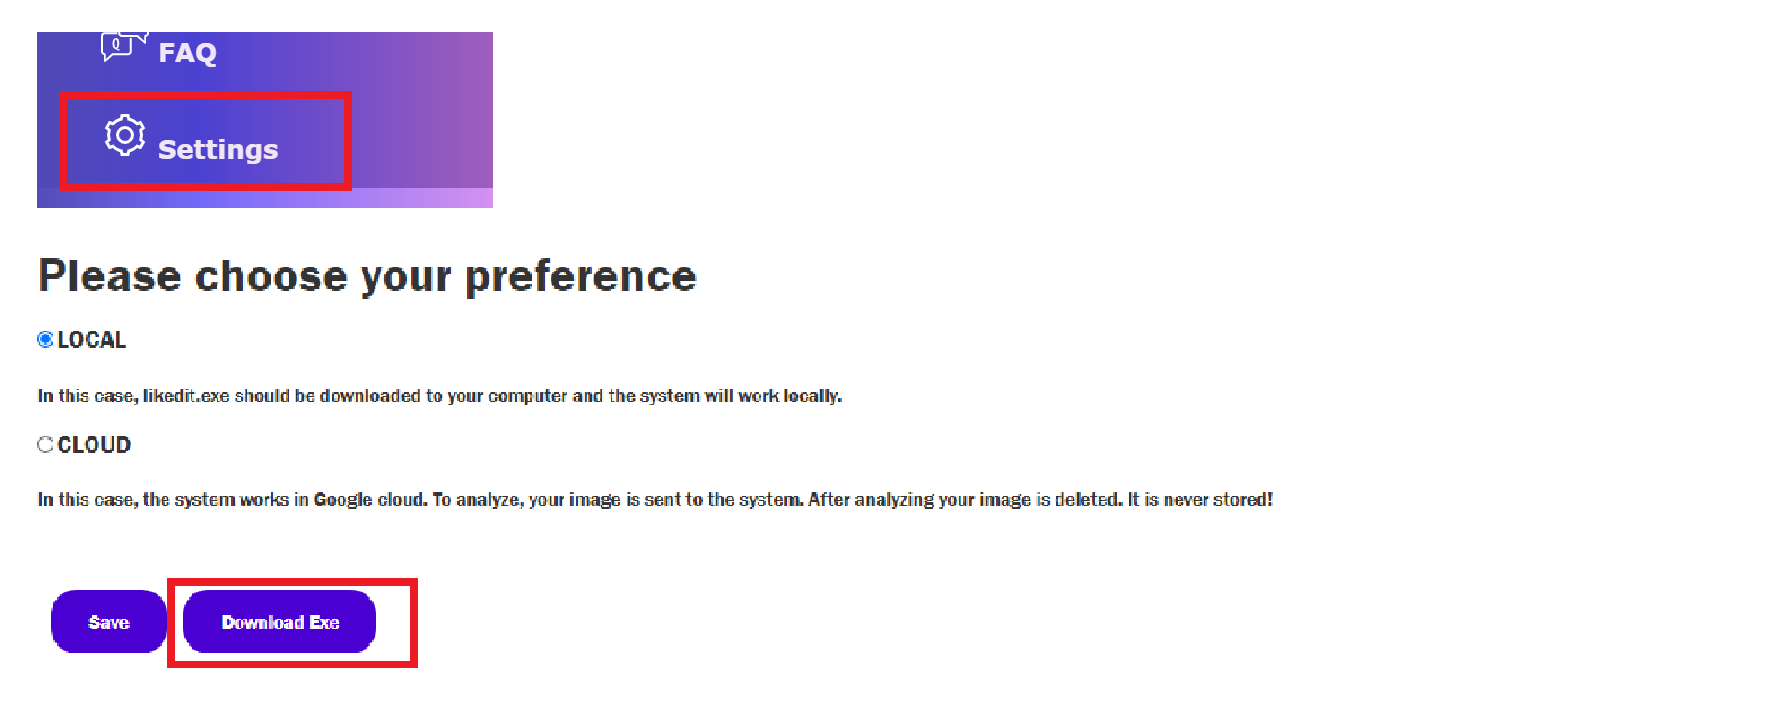 Q
FAQ
Settings
Please choose your preference
LOCAL
In this case, likedit.exe should be downloaded to your computer and the system will work locally.
CLOUD
In this case, the system works in Google cloud. To analyze, your image is sent to the system. After analyzing your image is deleted. It is never stored!
Save
Download Exe